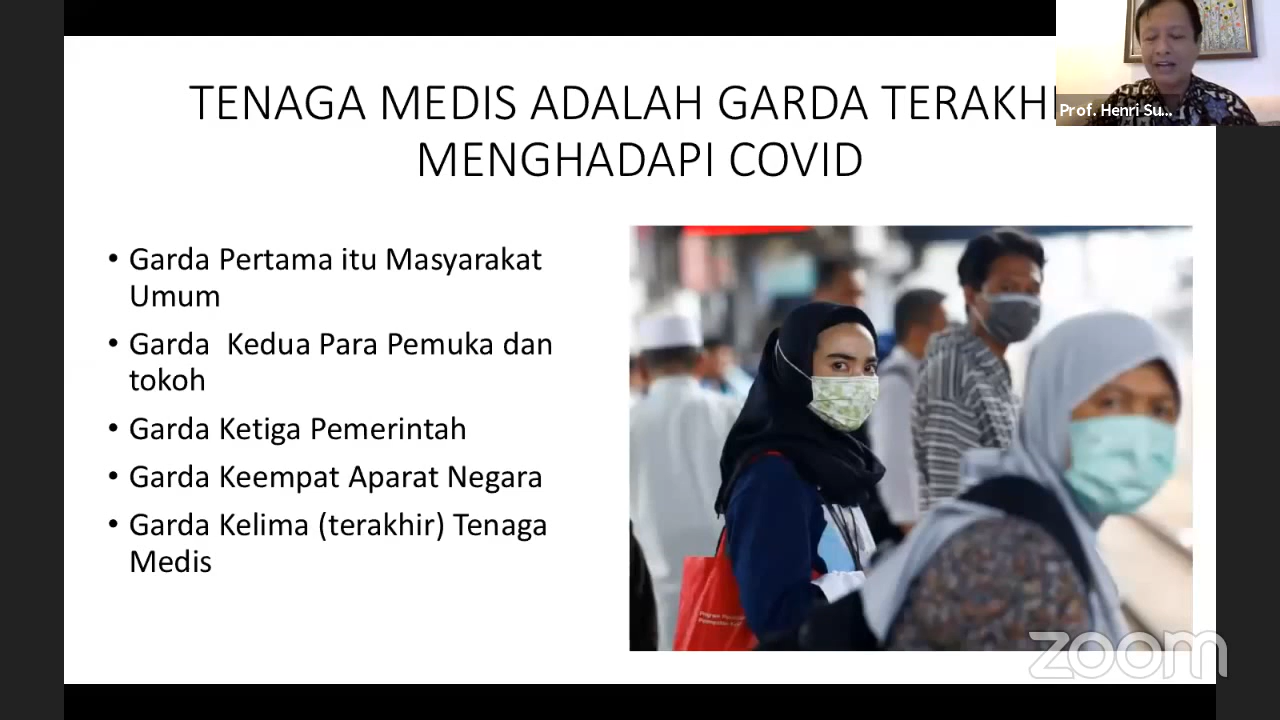 TENAGA MEDIS ADALAH GARDA
MENGHADAPI COVID
Prof. Henri Su...
• Garda Pertama itu Masyarakat
Umum
• Garda  Kedua Para Pemuka dan
tokoh
• Garda Ketiga Pemerintah
• Garda Keempat Aparat Negara
• Garda Kelima (terakhir) Tenaga
Medis
zoom